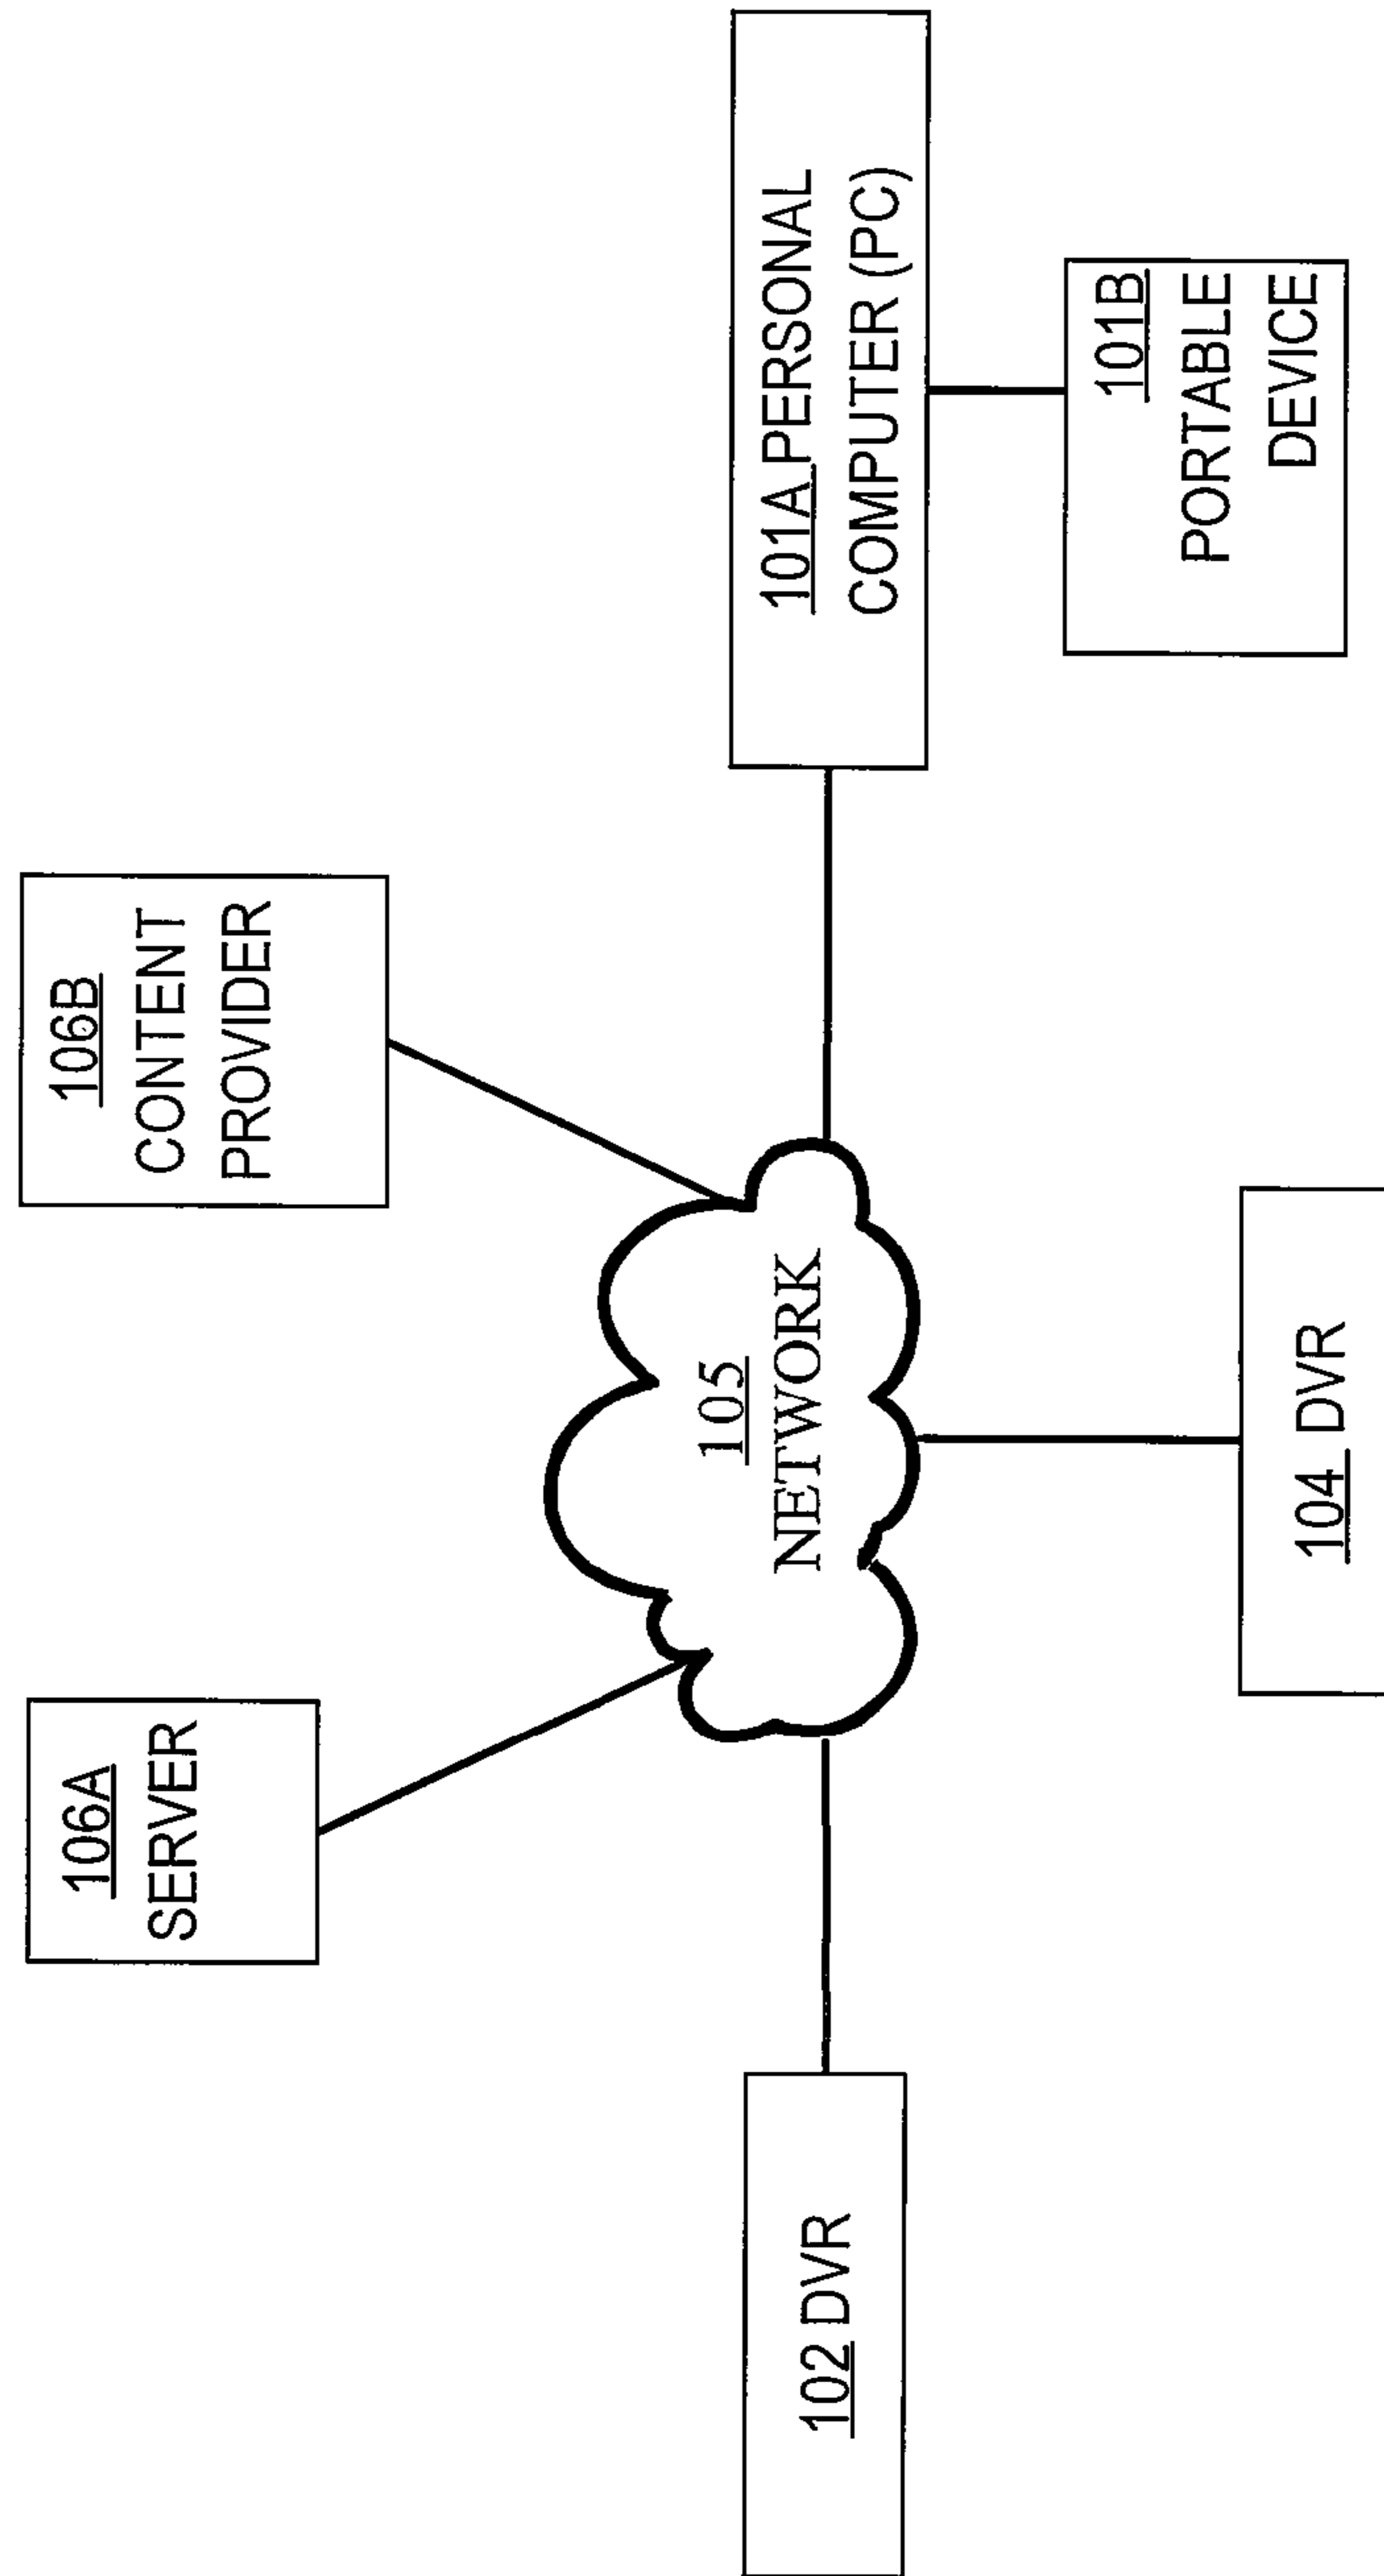 106A
SERVER
106B
CONTENT
PROVIDER
105
NETWORK
102 DVR
101A PERSONAL
COMPUTER (PC)
101B
PORTABLE
DEVICE
104 DVR